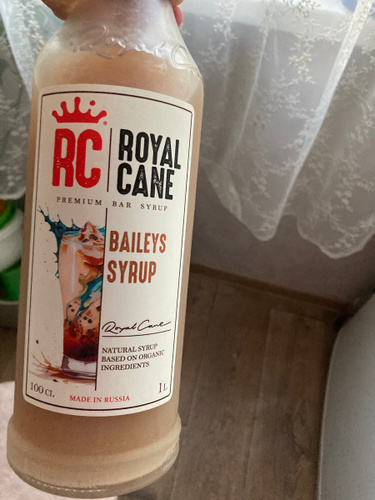 RC
ROYAL
CANE
PREMIUM BAR SYRUP
BAILEYS
SYRUP
Royal Cane
NATURAL SYRUP
BASED ON ORGANIC
INGREDIENTS
100 CL
1 L
MADE IN RUSSIA